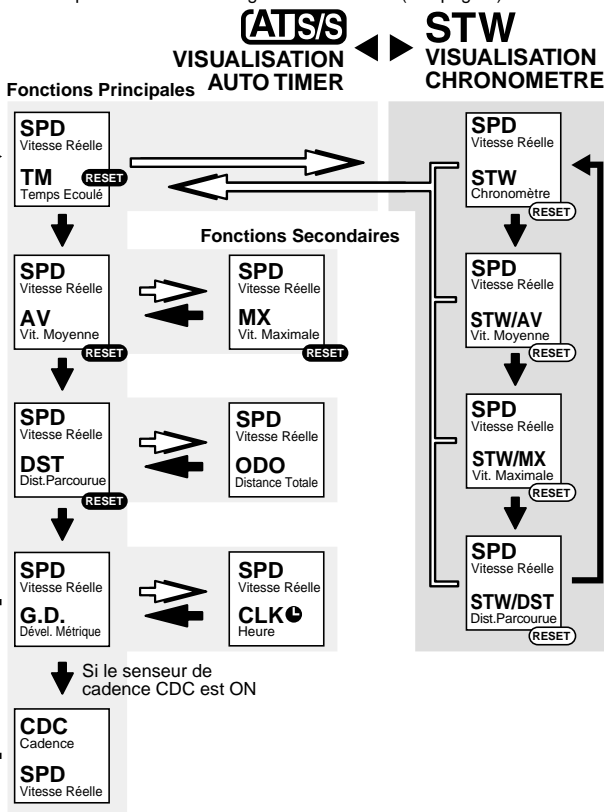 ATS/S
VISUALISATION
AUTO TIMER
STW
VISUALISATION
CHRONOMETRE
Fonctions Principales
SPD
Vitesse Réelle
TM
RESET
Temps Ecoulé
SPD
Vitesse Réelle
STW
Chronomètre
RESET
Fonctions Secondaires
SPD
Vitesse Réelle
AV
Vit. Moyenne
RESET
SPD
Vitesse Réelle
MX
Vit. Maximale
RESET
SPD
Vitesse Réelle
STW/AV
Vit. Moyenne
RESET
SPD
Vitesse Réelle
DST
Dist.Parcourue
RESET
SPD
Vitesse Réelle
ODO
Distance Totale
SPD
Vitesse Réelle
STW/MX
Vit. Maximale
RESET
SPD
Vitesse Réelle
G.D.
Dével. Métrique
SPD
Vitesse Réelle
CLK
Heure
SPD
Vitesse Réelle
STW/DST
Dist.Parcourue
RESET
Si le senseur de
cadence CDC est ON
CDC
Cadence
SPD
Vitesse Réelle